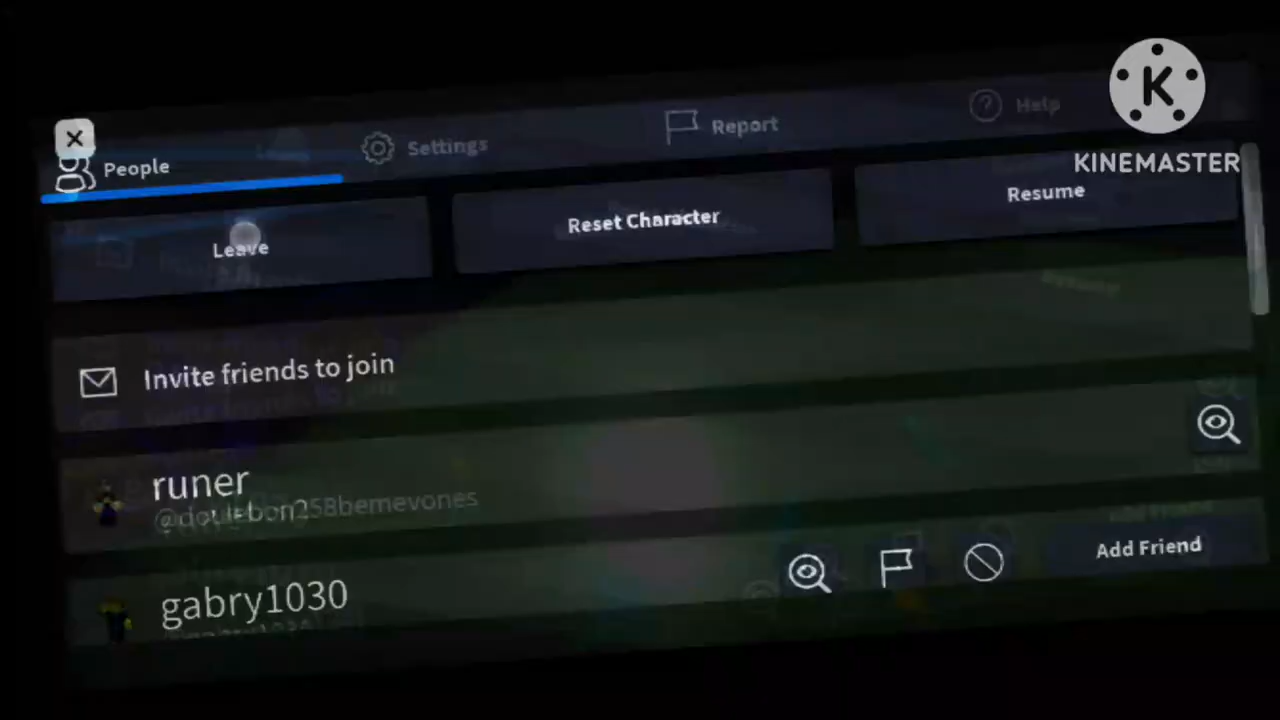 KINEMASTER
People
Settings
Report
Help
Leave
Reset Character
Resume
Invite friends to join
runer
gabry1030
Add Friend